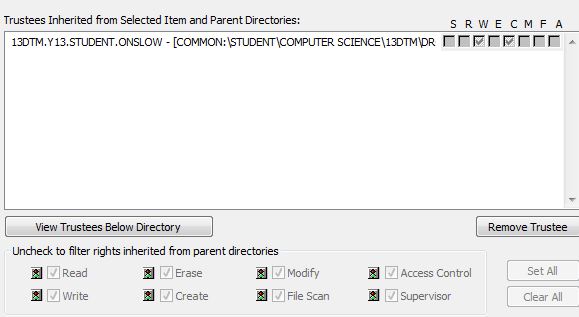 Trustees Inherited from Selected Item and Parent Directories: S R W E C M F A
13DTM.Y13.STUDENT.ONSLOW - [COMMON:\STUDENT\COMPUTER SCIENCE\13DTM\DR
View Trustees Below Directory Remove Trustee
Uncheck to filter rights inherited from parent directories
Read Erase Modify Access Control Set All
Write Create File Scan Supervisor Clear All